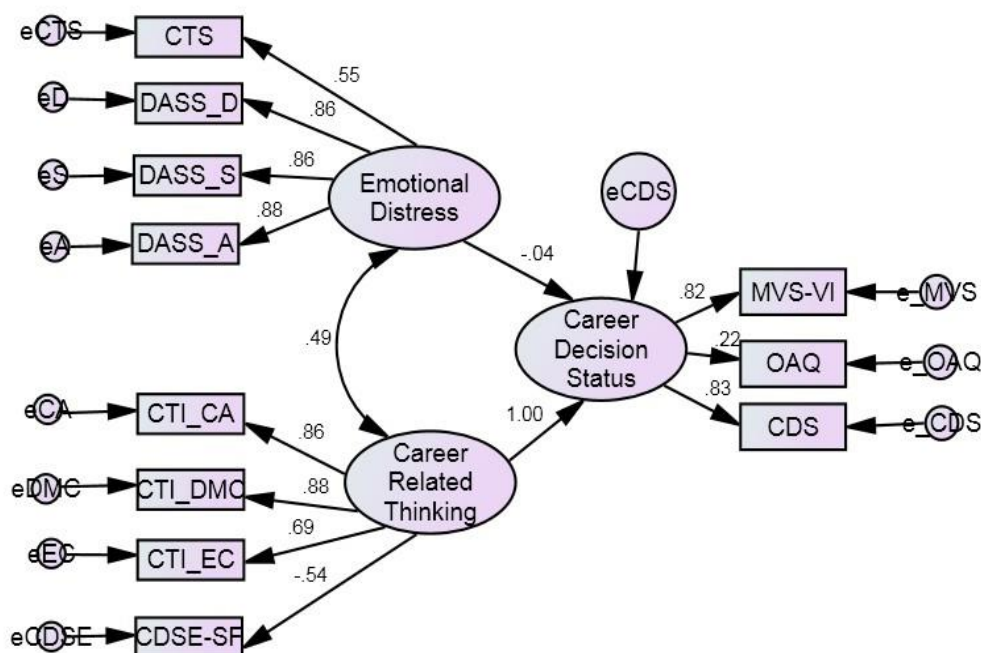 eCTS
CTS
.55
eD
DASS_D
.86
eS
DASS_S
.86
eA
DASS_A
.88
Emotional
Distress
eCDS
-.04
.49
Career
Decision
Status
.82
MVS-VI
e_MVS
.22
OAQ
e_OAQ
.83
CDS
e_CDS
1.00
eCA
CTI_CA
.86
Career
Related
Thinking
eDMC
CTI_DMC
.88
eEC
CTI_EC
.69
-.54
eCDSE
CDSE-SF